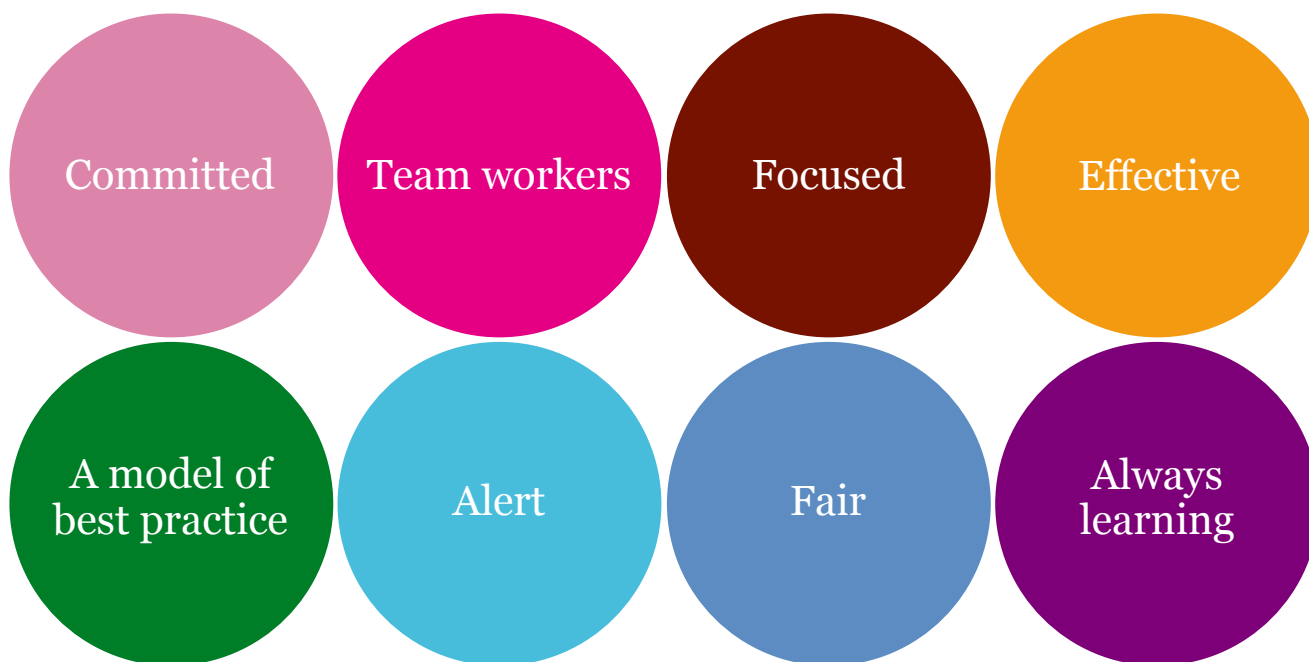 Committed
Team workers
Focused
Effective
A model of
best practice
Alert
Fair
Always
learning